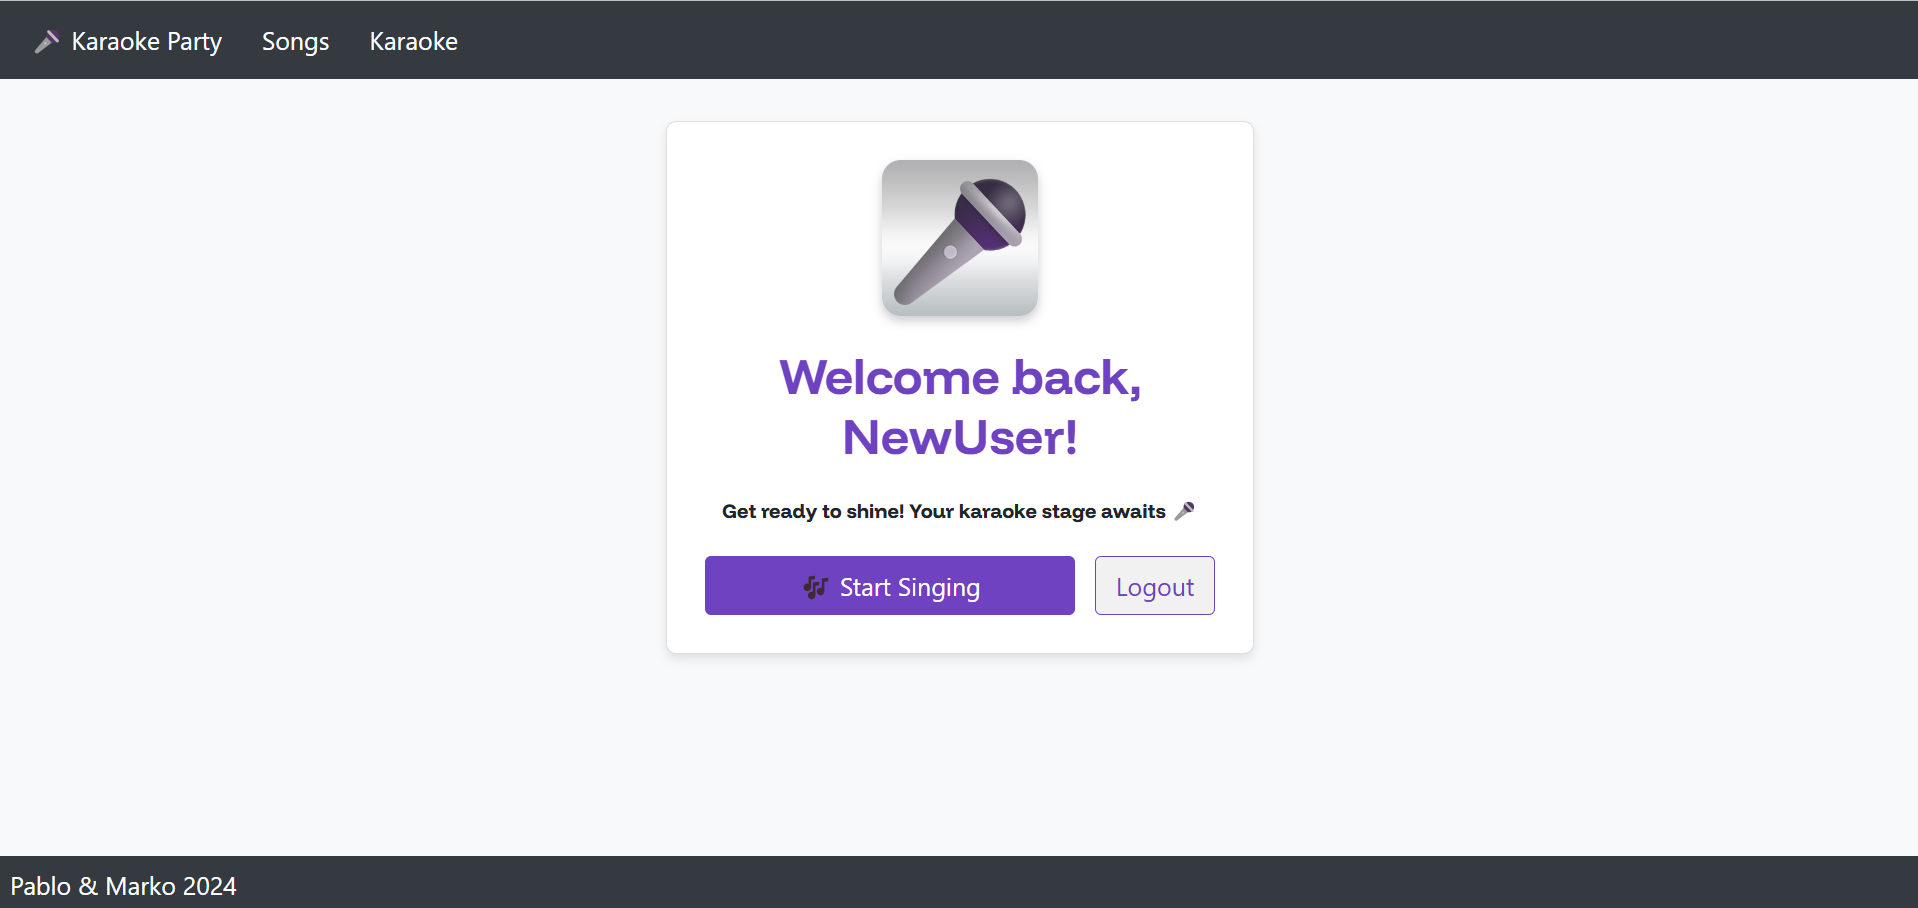 🎤 Karaoke Party Songs Karaoke
Welcome back,
NewUser!
Get ready to shine! Your karaoke stage awaits 🎤
🎶 Start Singing Logout
Pablo & Marko 2024